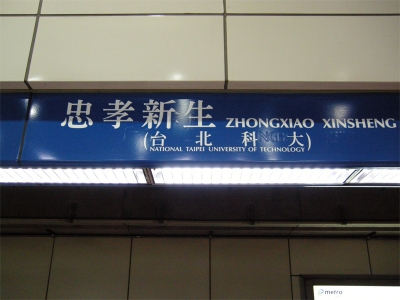 忠孝新生 ZHONGXIAO XINSHENG
(台北科大)
NATIONAL TAIPEI UNIVERSITY OF TECHNOLOGY
metro